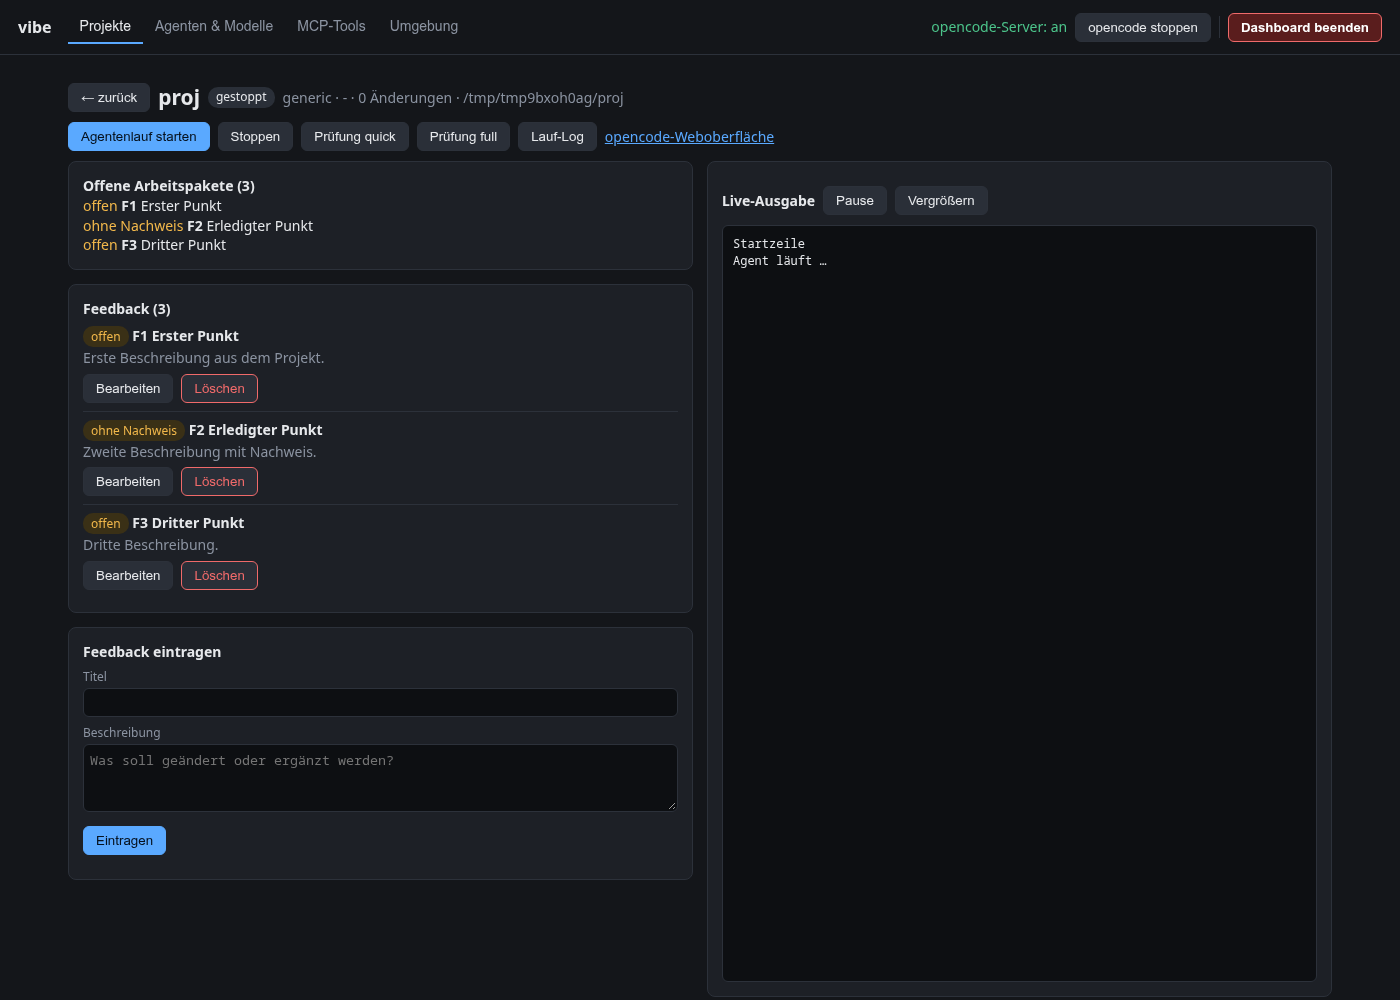 vibe Projekte Agenten & Modelle MCP-Tools Umgebung opencode-Server: an opencode stoppen Dashboard beenden
← zurück proj gestoppt generic · - · 0 Änderungen · /tmp/tmp9bxoh0ag/proj
Agentenlauf starten Stoppen Prüfung quick Prüfung full Lauf-Log opencode-Weboberfläche
Offene Arbeitspakete (3)
offen F1 Erster Punkt
ohne Nachweis F2 Erledigter Punkt
offen F3 Dritter Punkt
Feedback (3)
offen F1 Erster Punkt
Erste Beschreibung aus dem Projekt.
Bearbeiten Löschen
ohne Nachweis F2 Erledigter Punkt
Zweite Beschreibung mit Nachweis.
Bearbeiten Löschen
offen F3 Dritter Punkt
Dritte Beschreibung.
Bearbeiten Löschen
Feedback eintragen
Titel
Beschreibung
Was soll geändert oder ergänzt werden?
Eintragen
Live-Ausgabe Pause Vergrößern
Startzeile
Agent läuft …